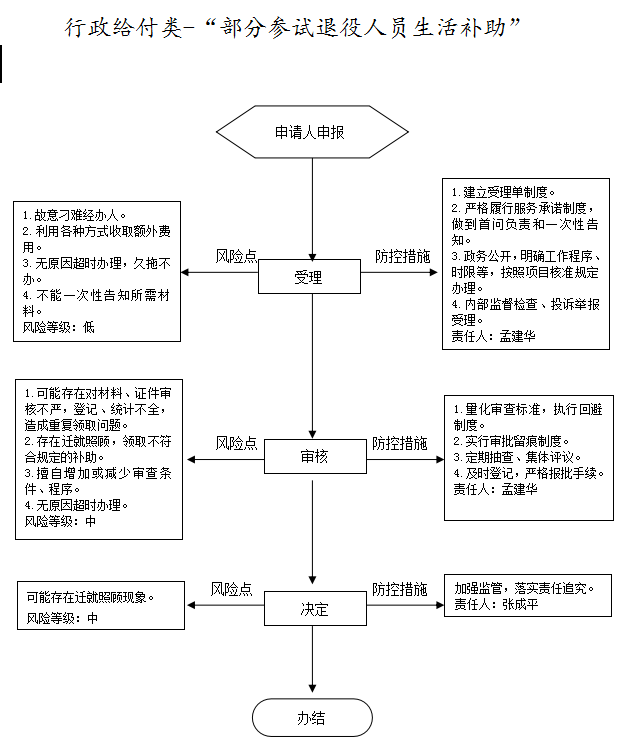 行政给付类-“部分参试退役人员生活补助”
申请人申报
1.故意刁难经办人。
2.利用各种方式收取额外费
用。
3.无原因超时办理，久拖不
办。
4.不能一次性告知所需材
料。
风险等级：低
风险点
受理
防控措施
1.建立受理单制度。
2.严格履行服务承诺制度，
做到首问负责和一次性告
知。
3.政务公开，明确工作程序、
时限等，按照项目核准规定
办理。
4.内部监督检查、投诉举报
受理。
责任人：孟建华
1.可能存在对材料、证件审
核不严，登记、统计不全，
造成重复领取问题。
2.存在迁就照顾，领取不符
合规定的补助。
3.擅自增加或减少审查条
件、程序。
4.无原因超时办理。
风险等级：中
风险点
审核
防控措施
1.量化审查标准，执行回避
制度。
2.实行审批留痕制度。
3.定期抽查、集体评议。
4.及时登记，严格报批手续。
责任人：孟建华
可能存在迁就照顾现象。
风险等级：中
风险点
决定
防控措施
加强监管，落实责任追究。
责任人：张成平
办结